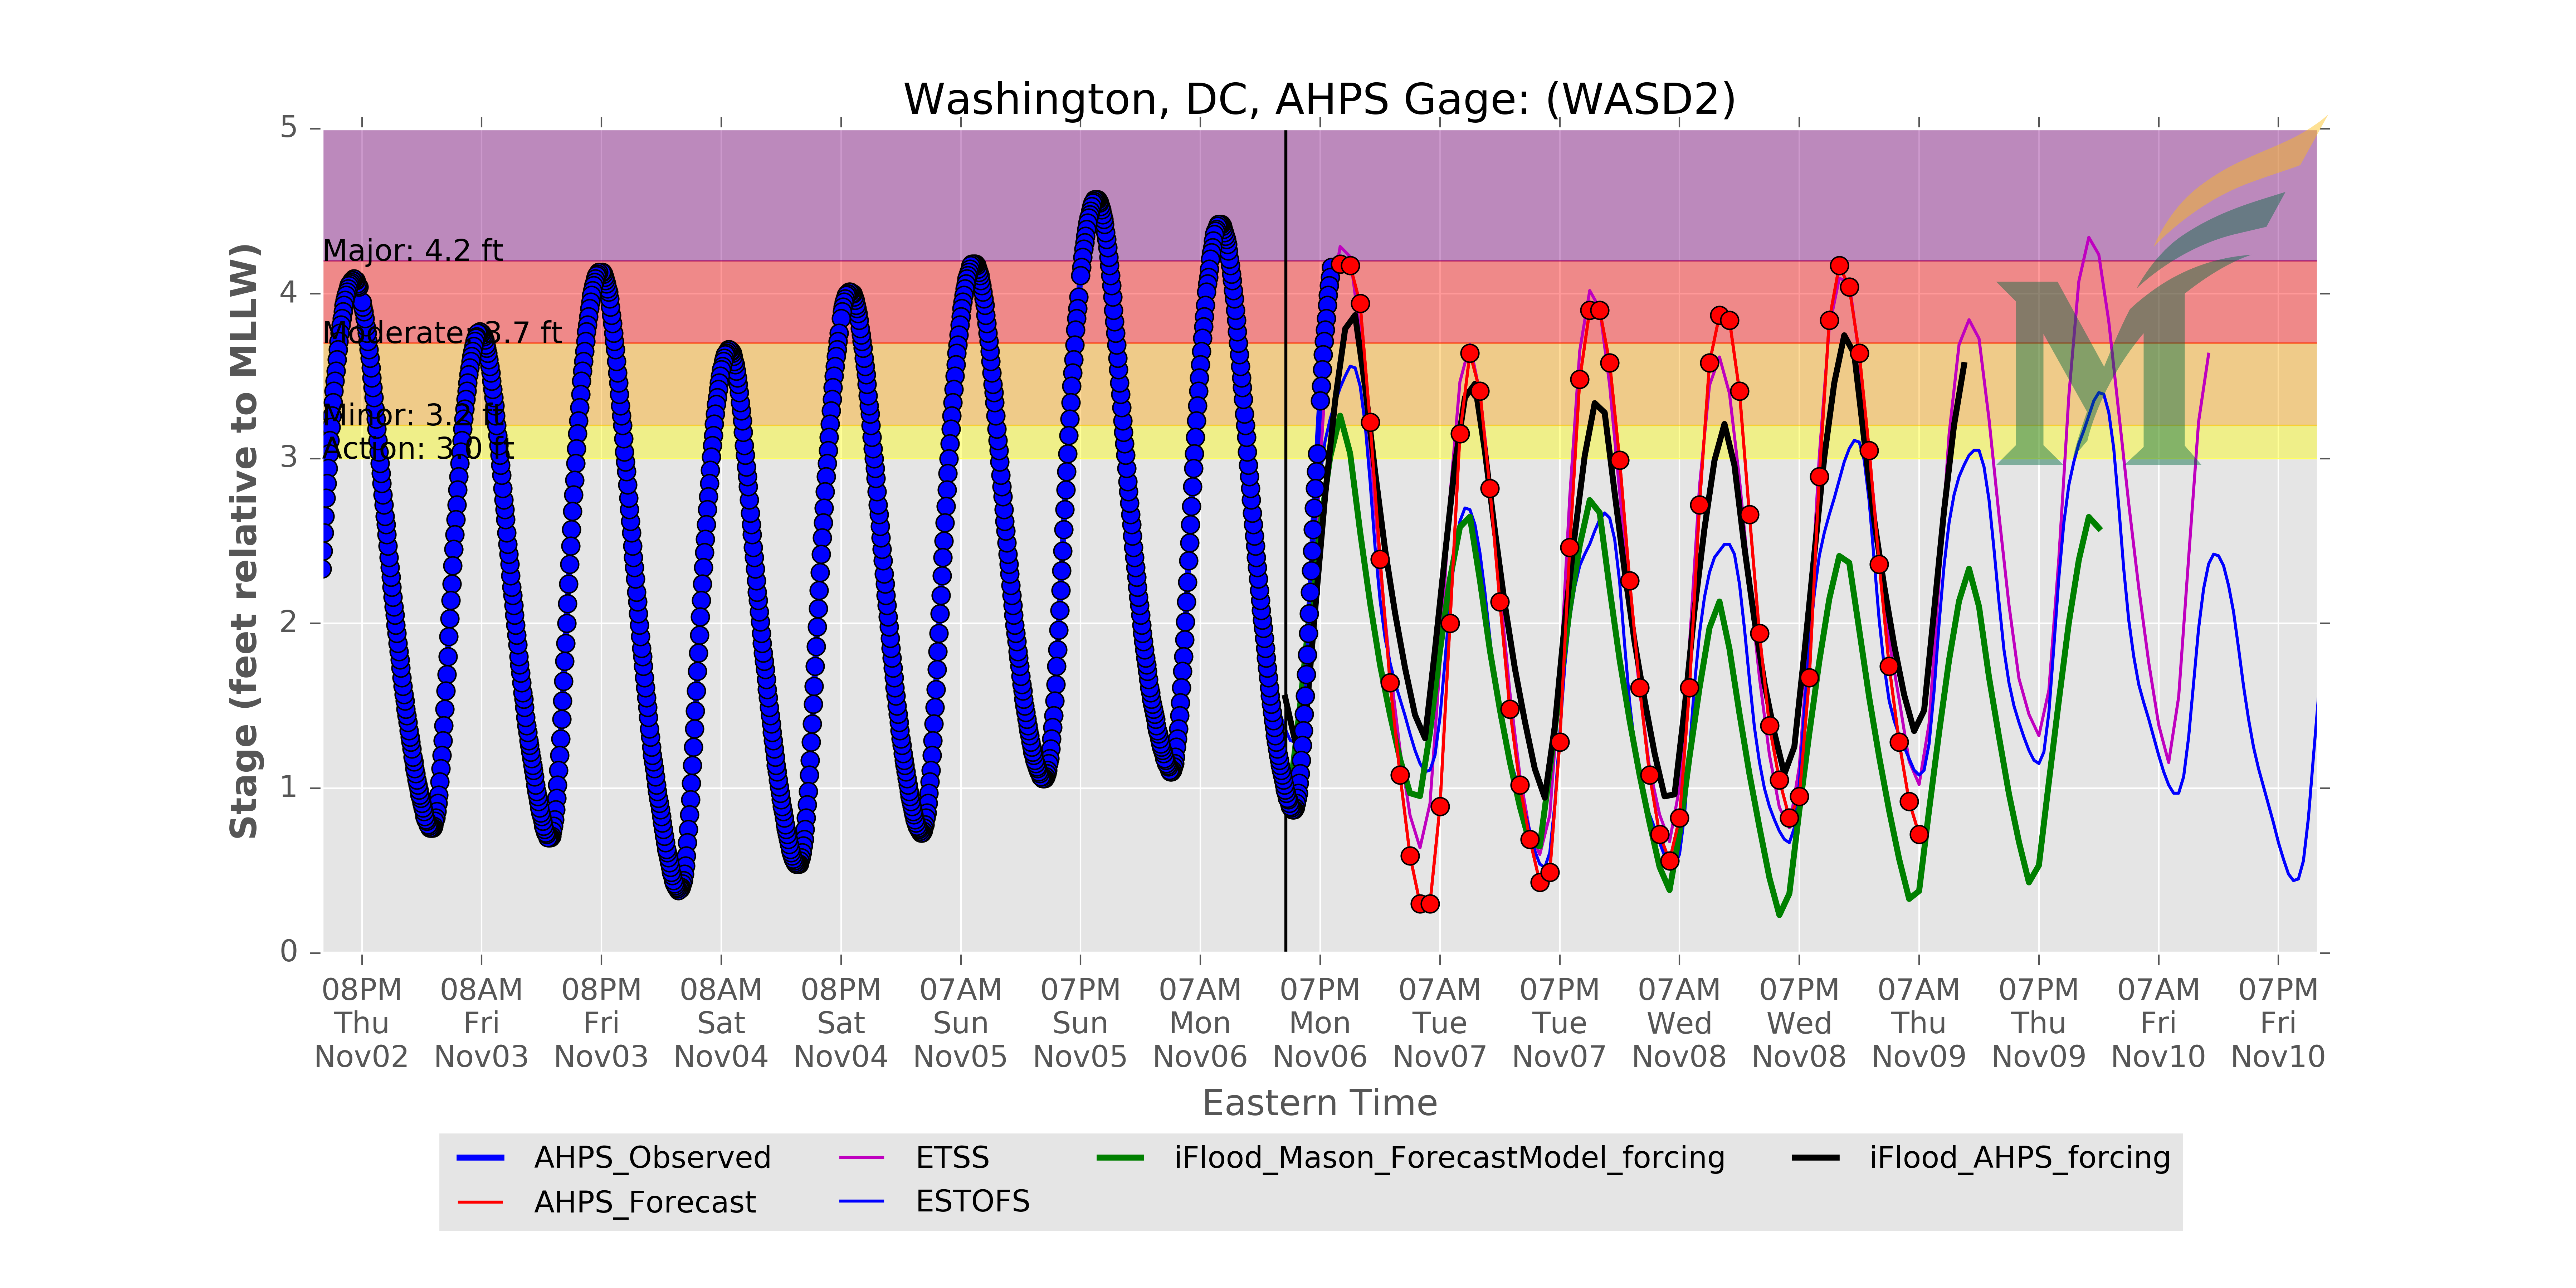 Washington, DC, AHPS Gage: (WASD2)
Stage (feet relative to MLLW)
5
4
3
2
1
0
Major: 4.2 ft
Moderate: 3.7 ft
Minor: 3.2 ft
Action: 3.0 ft
08PM 08AM 08PM 08AM 08PM 07AM 07PM 07AM 07PM 07AM 07PM 07AM 07PM 07AM 07PM 07AM 07PM
Thu Fri Fri Sat Sat Sun Sun Mon Mon Tue Tue Wed Wed Thu Thu Fri Fri
Nov02 Nov03 Nov03 Nov04 Nov04 Nov05 Nov05 Nov06 Nov06 Nov07 Nov07 Nov08 Nov08 Nov09 Nov09 Nov10 Nov10
Eastern Time
AHPS_Observed ETSS iFlood_Mason_ForecastModel_forcing iFlood_AHPS_forcing
AHPS_Forecast ESTOFS